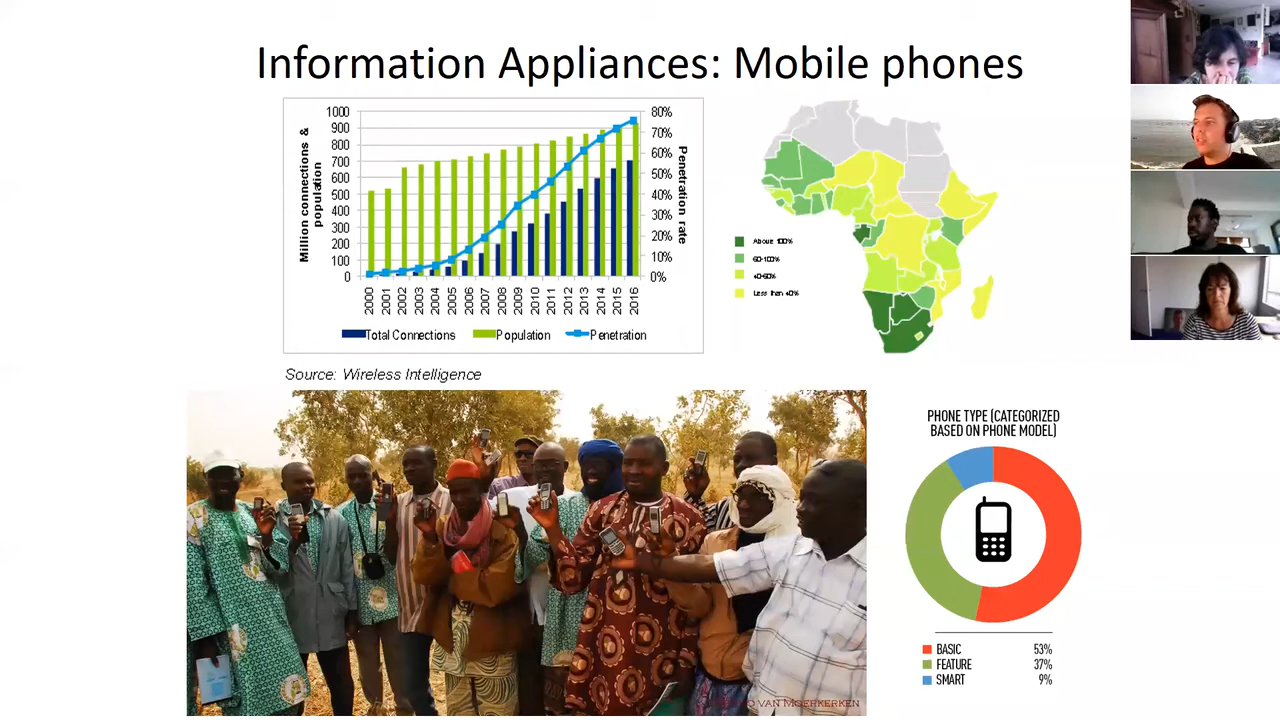 Information Appliances: Mobile phones
Million connections &
population
1000
900
800
700
600
500
400
300
200
100
0
80%
70%
60%
50%
40%
30%
20%
10%
0%
Penetration rate
2000
2001
2002
2003
2004
2005
2006
2007
2008
2009
2010
2011
2012
2013
2014
2015
2016
Total Connections
Population
Penetration
Source: Wireless Intelligence
Above 100%
60-100%
40-60%
Less than 40%
VAN MOERKERKEN
PHONE TYPE (CATEGORIZED
BASED ON PHONE MODEL)
BASIC 53%
FEATURE 37%
SMART 9%